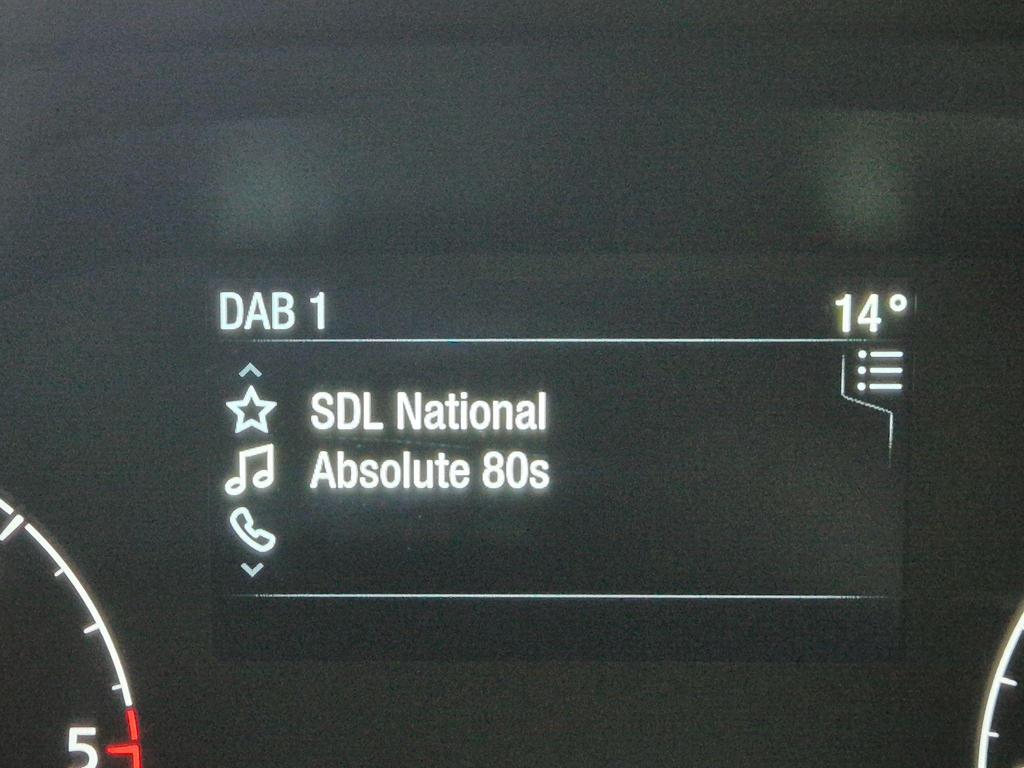 DAB 1 14°
SDL National
Absolute 80s
5